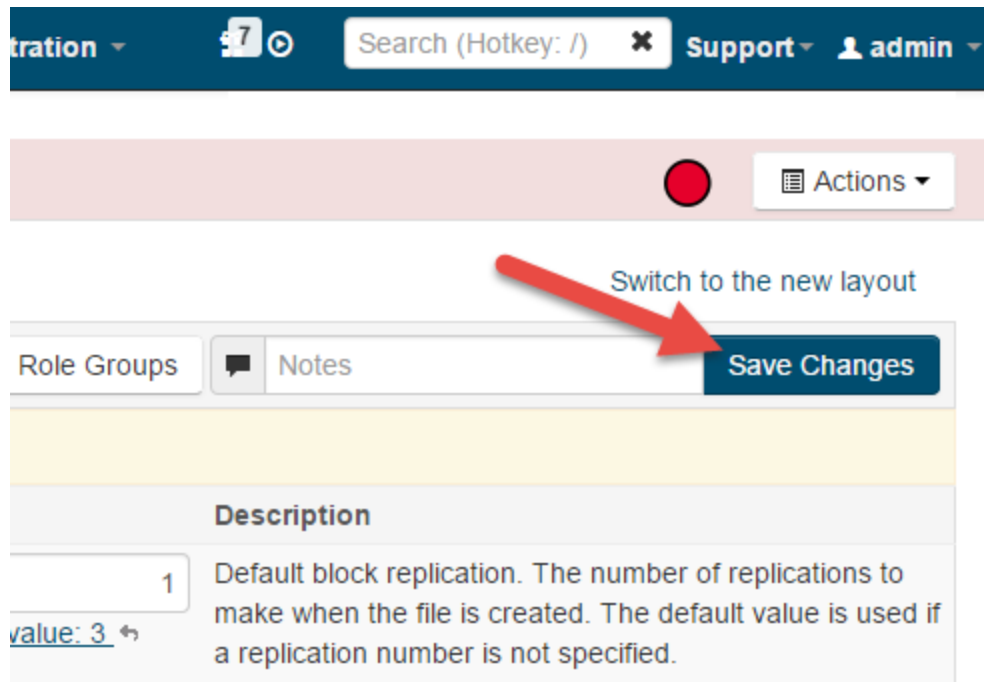 tration 7 Search (Hotkey: /) Support admin
Actions
Switch to the new layout
Role Groups Notes Save Changes
Description
1 Default block replication. The number of replications to
make when the file is created. The default value is used if
value: 3 a replication number is not specified.